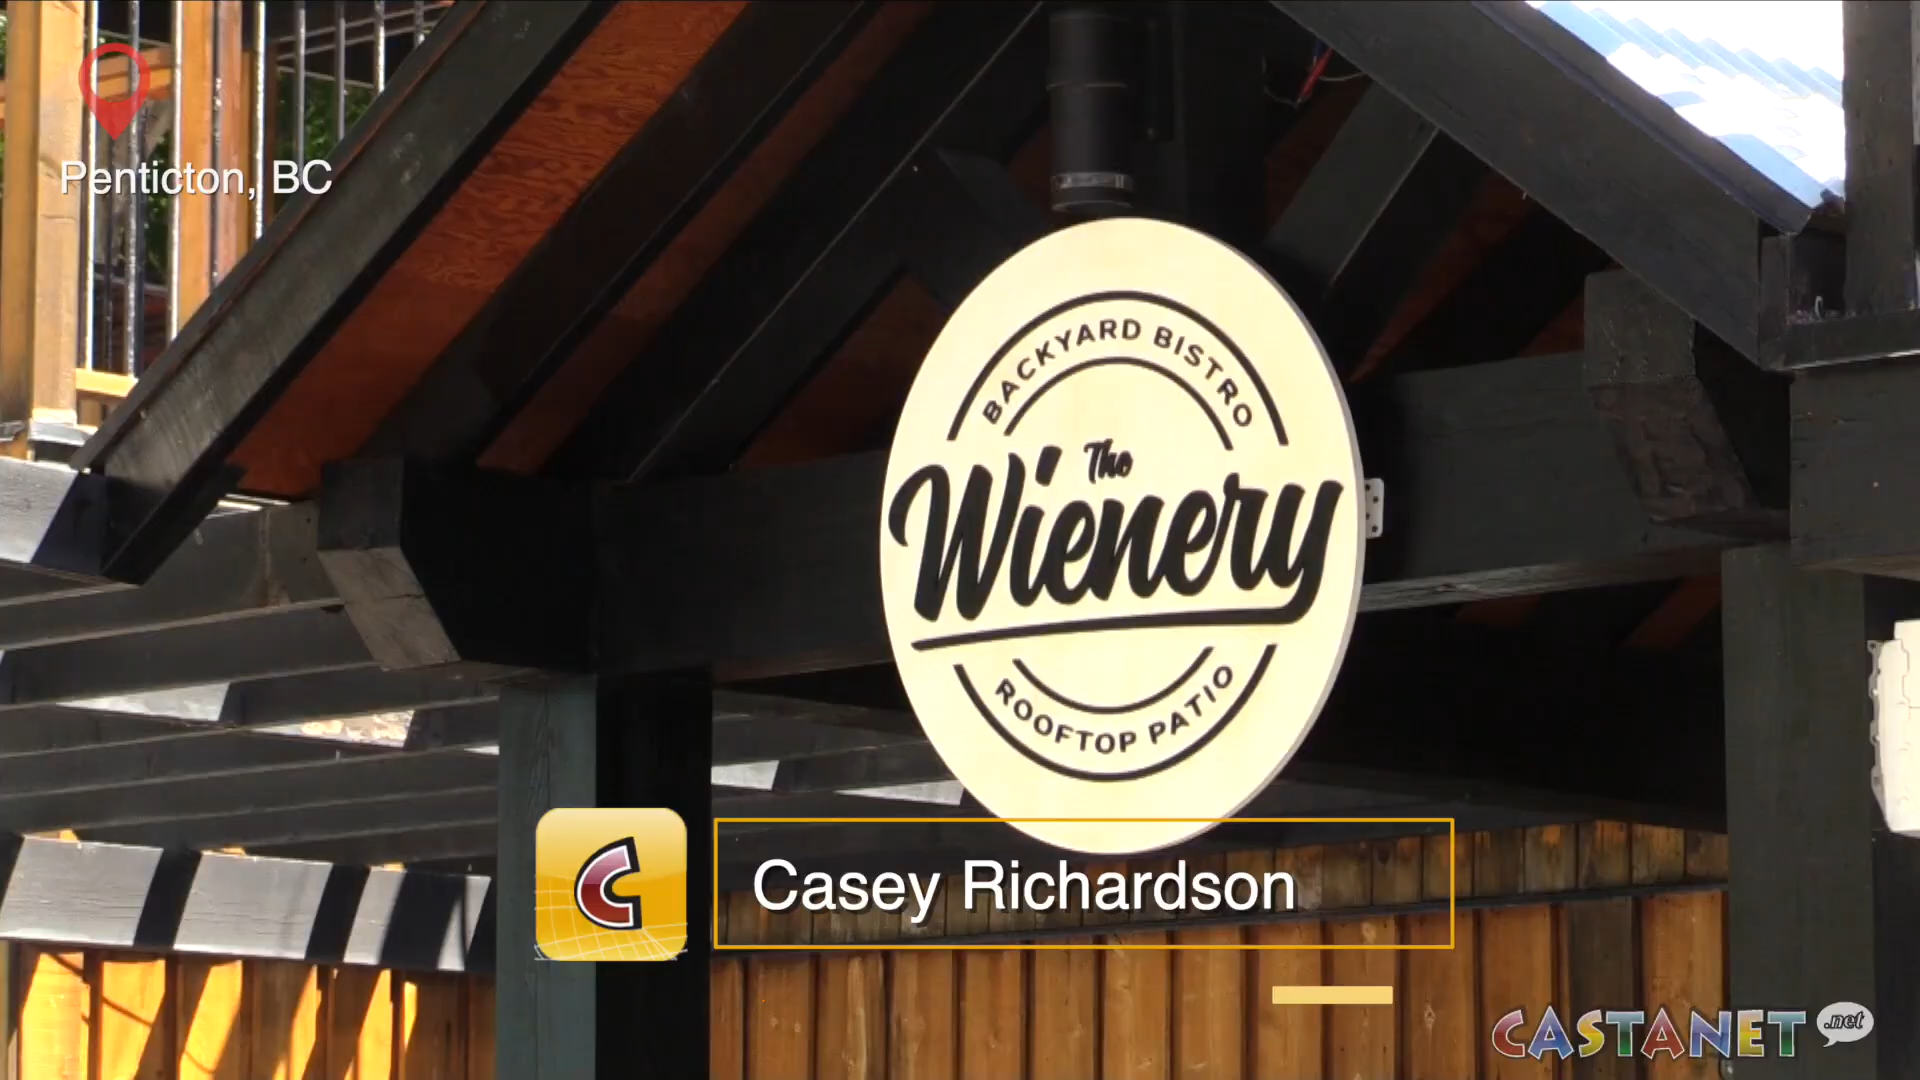 Penticton, BC
BACKYARD BISTRO
The
Wienery
ROOFTOP PATIO
C
Casey Richardson
CASTANET .net